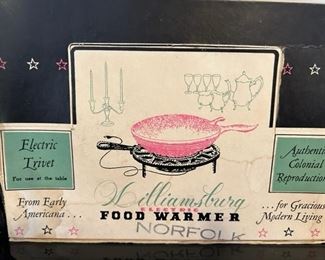 Electric
Trivet
For use at the table
Authentic
Colonial
Reproduction
From Early
Americana . . .
Williamsburg
ELECTRIC
FOOD WARMER
NORFOLK
. . . for Gracious
Modern Living